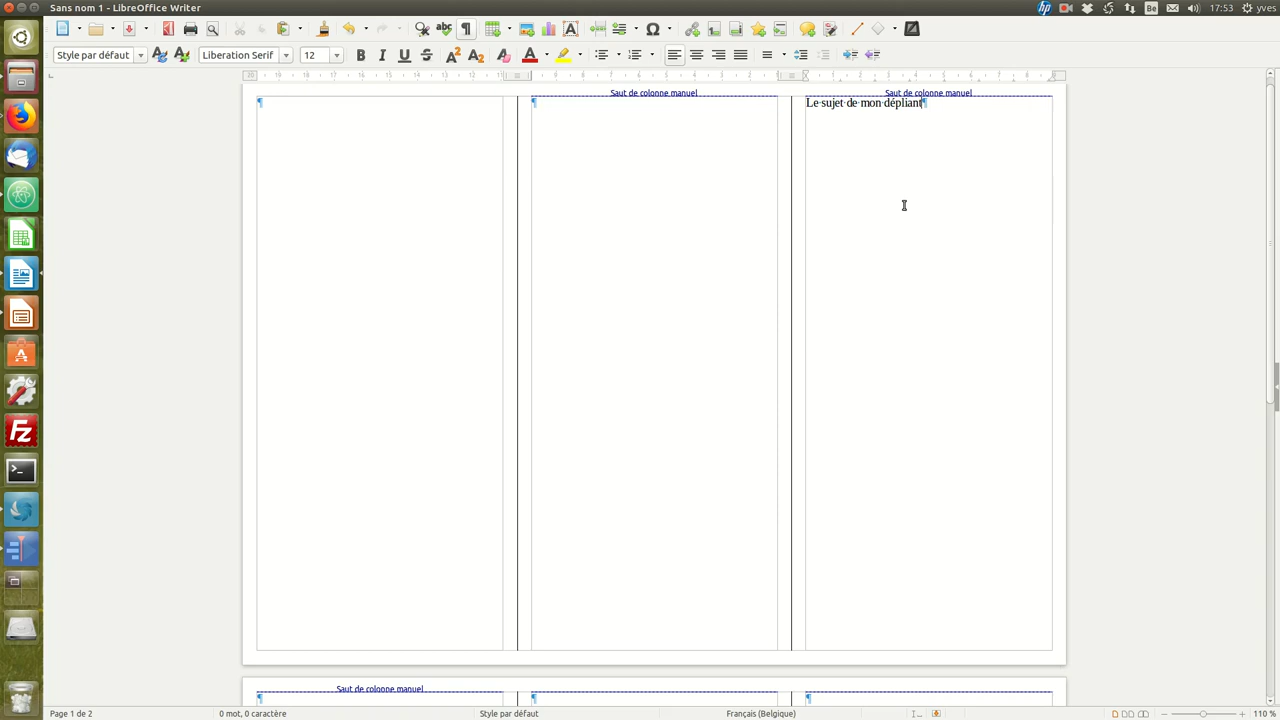 Sans nom 1 - LibreOffice Writer
Be
17:53
yves
Style par défaut
Liberation Serif
12
Saut de colonne manuel
Saut de colonne manuel
¶
¶
Le·sujet·de·mon·dépliant¶
Saut de colonne manuel
¶
¶
¶
Page 1 de 2
0 mot, 0 caractère
Style par défaut
Français (Belgique)
110 %